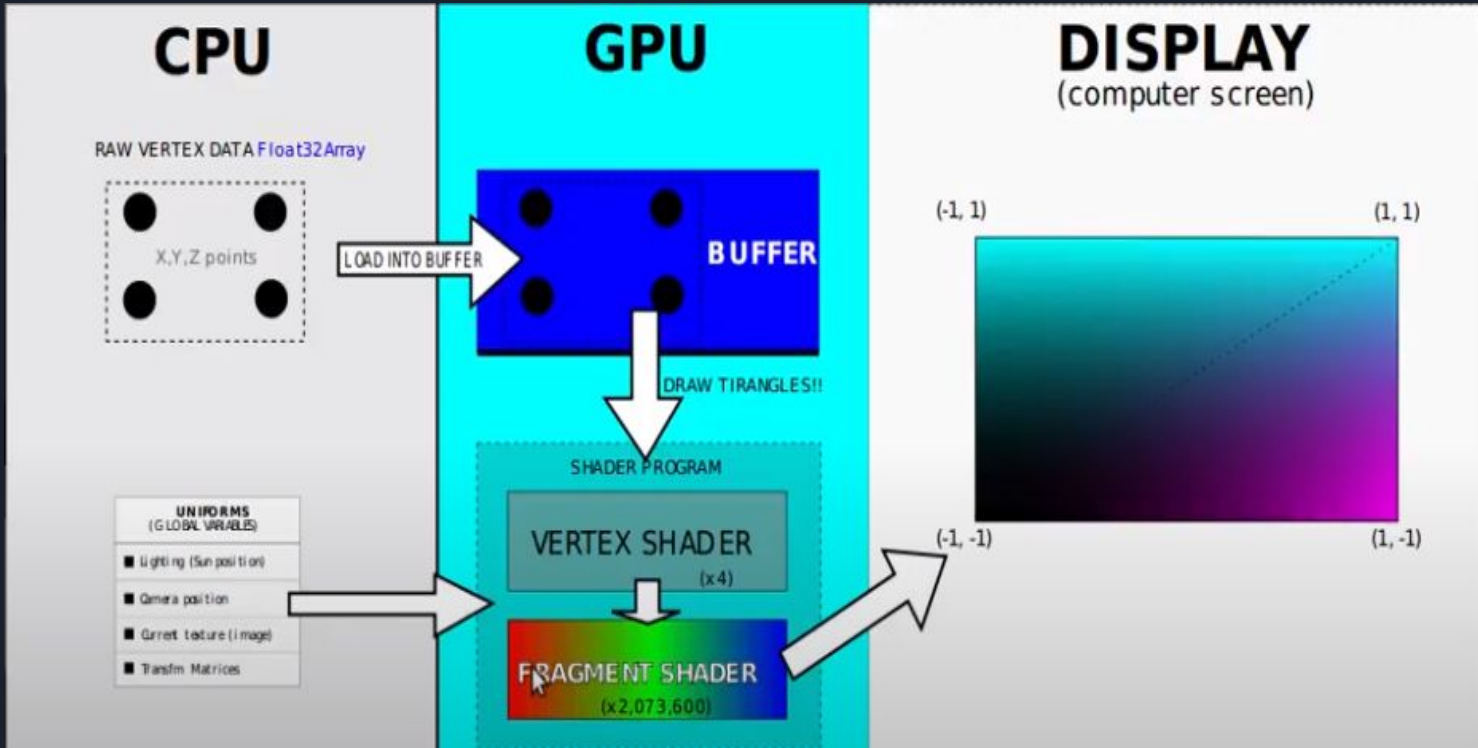 CPU
RAW VERTEX DATA Float32Array
X,Y,Z points
LOAD INTO BUFFER
UNIFORMS
(GLOBAL VARIABLES)
Lighting (Sun position)
Camera position
Current texture (image)
Transfm Matrices
GPU
BUFFER
DRAW TIRANGLES!!
SHADER PROGRAM
VERTEX SHADER
(x4)
FRAGMENT SHADER
(x2,073,600)
DISPLAY
(computer screen)
(-1, 1)
(1, 1)
(-1, -1)
(1, -1)